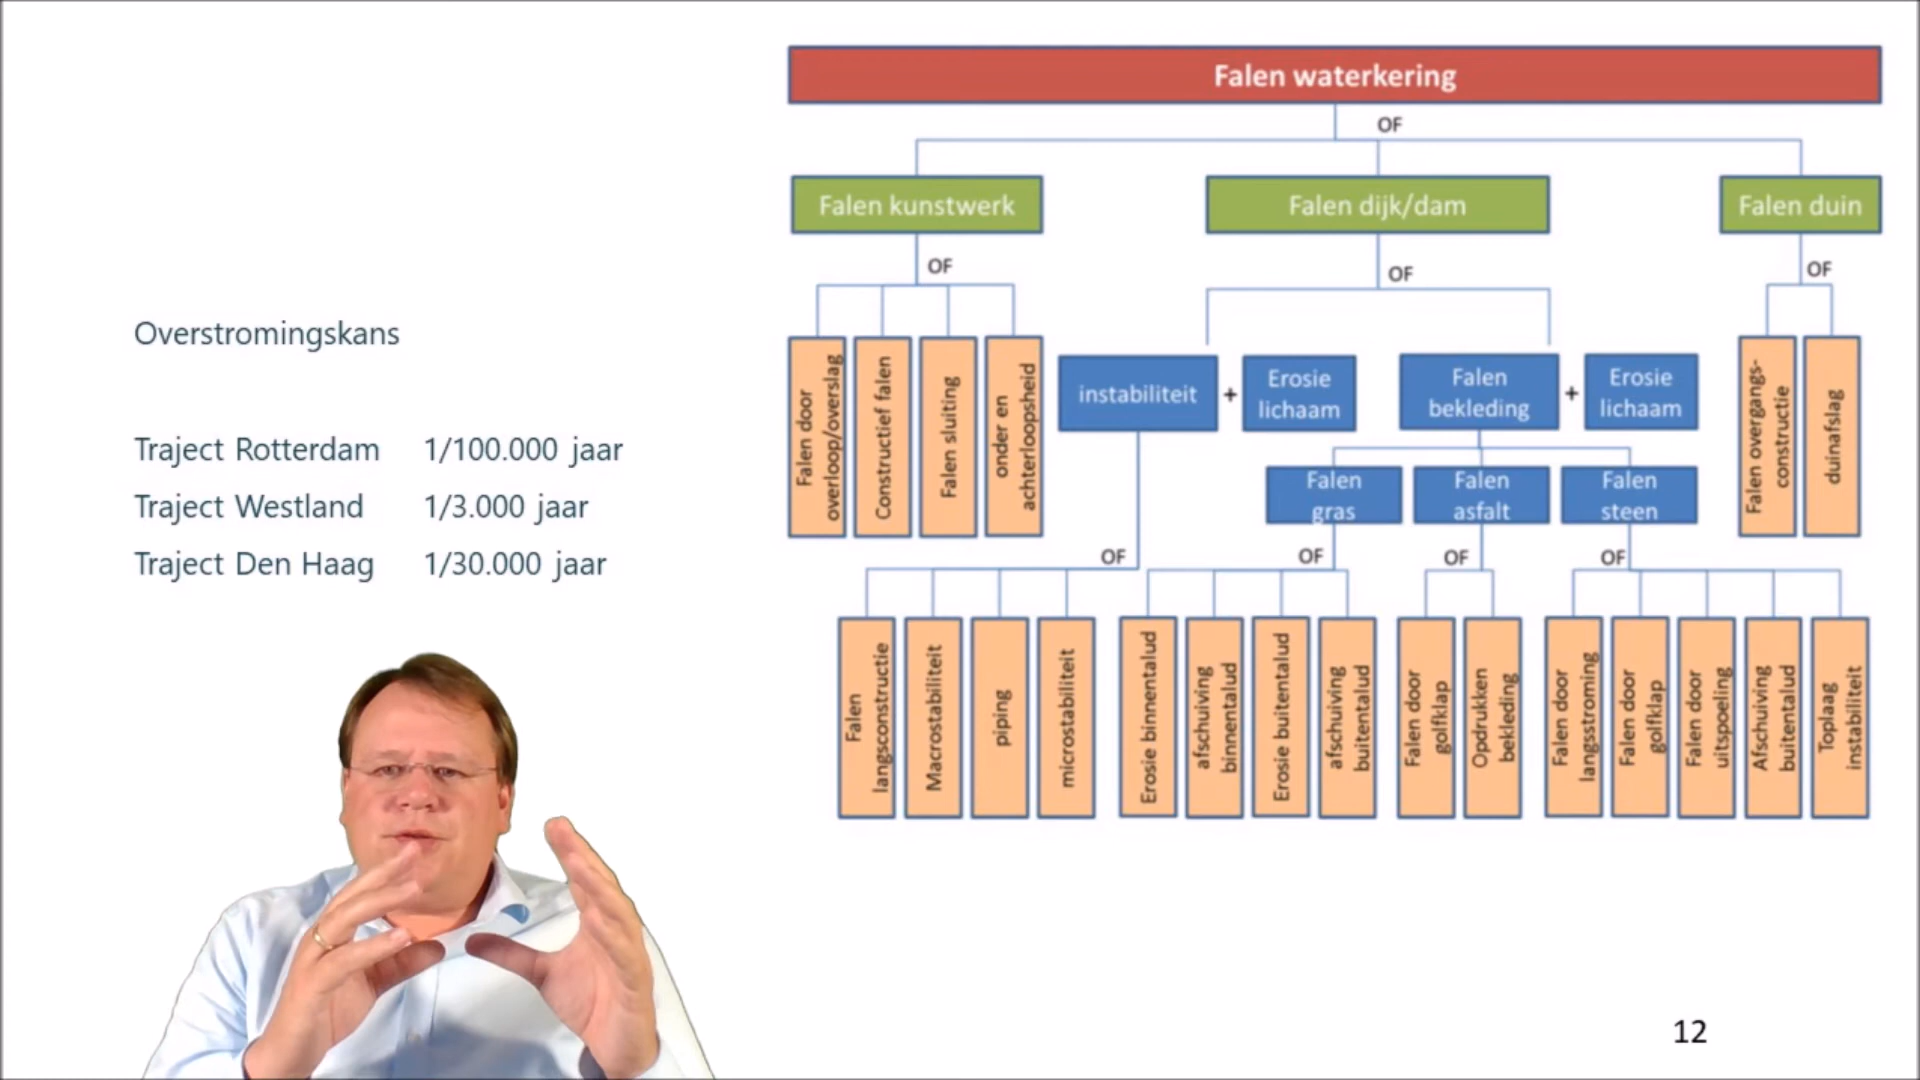 Falen waterkering
OF
Falen kunstwerk
Falen dijk/dam
Falen duin
OF
OF
OF
Overstromingskans
Traject Rotterdam 1/100.000 jaar
Traject Westland 1/3.000 jaar
Traject Den Haag 1/30.000 jaar
Falen door
overloop/overslag
Constructief falen
Falen sluiting
onder en
achterloopsheid
instabiliteit
+
Erosie
lichaam
Falen
bekleding
+
Erosie
lichaam
Falen overgangs-
constructie
duinafslag
Falen
gras
Falen
asfalt
Falen
steen
OF
OF
OF
OF
Falen
langsconstructie
Macrostabiliteit
piping
microstabiliteit
Erosie binnentalud
afschuiving
binnentalud
Erosie buitentalud
afschuiving
buitentalud
Falen door
golfklap
Opdrukken
bekleding
Falen door
langsstroming
Falen door
golfklap
Falen door
uitspoeling
Afschuiving
buitentalud
Toplaag
instabiliteit
12